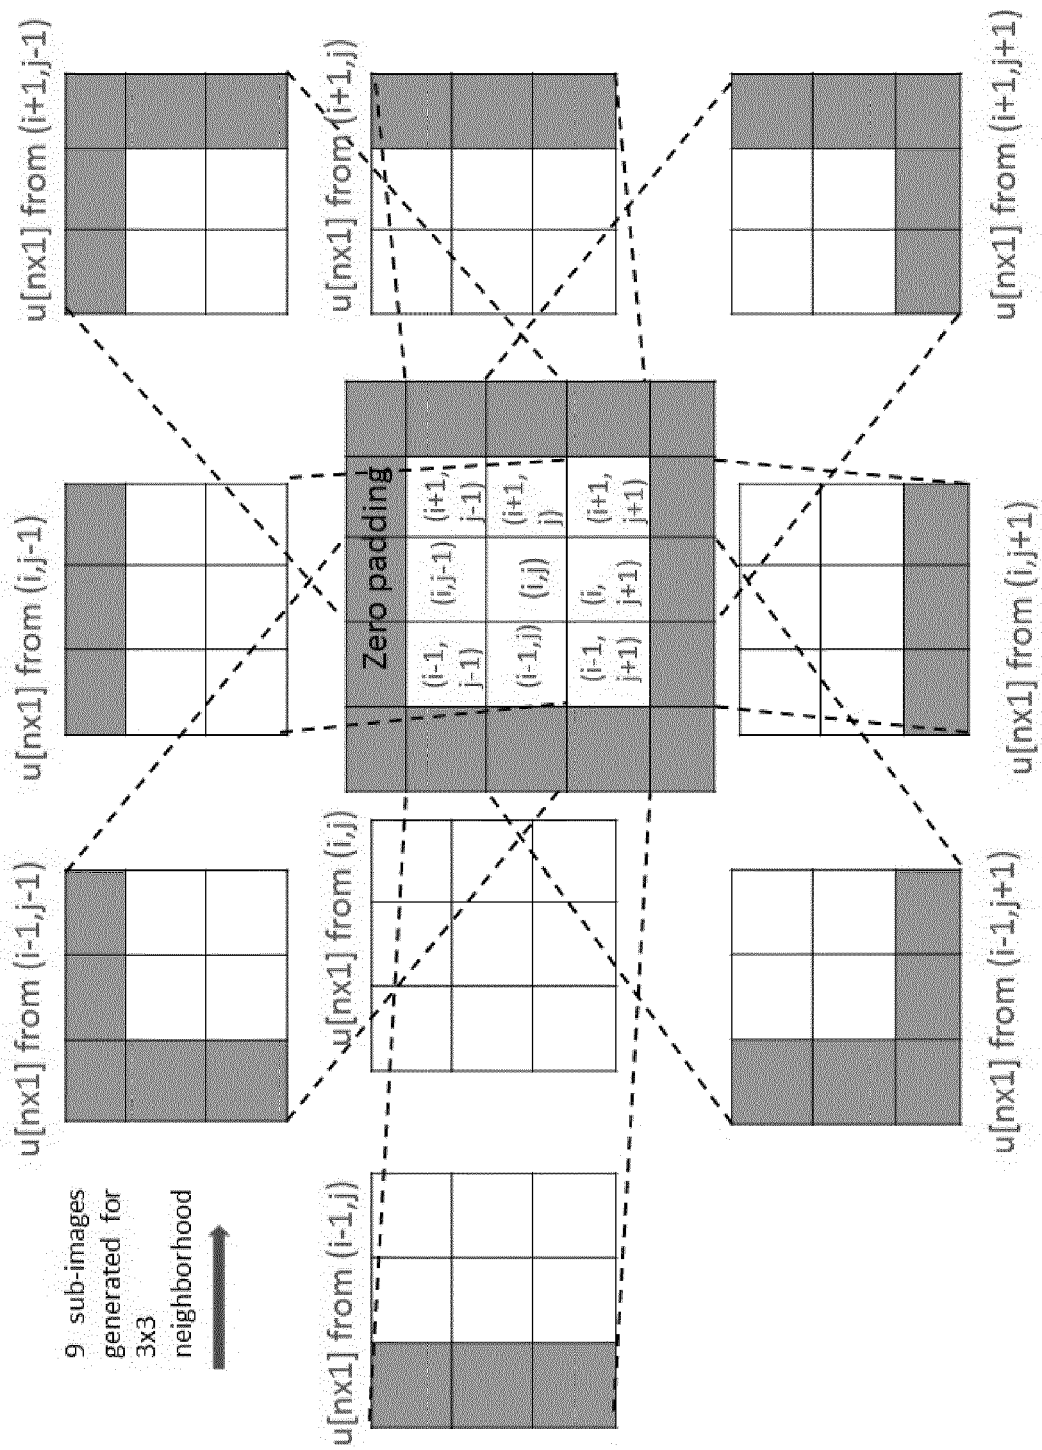 u[nx1] from (i-1,j-1)
u[nx1] from (i,j-1)
u[nx1] from (i+1,j-1)
9 sub-images
generated for
3x3
neighborhood
u[nx1] from (i-1,j)
u[nx1] from (i,j)
u[nx1] from (i+1,j)
Zero padding
(i-1,
j-1)
(i,j-1)
(i+1,
j-1)
(i-1,j)
(i,j)
(i+1,
j)
(i-1,
j+1)
(i,
j+1)
(i+1,
j+1)
u[nx1] from (i-1,j+1)
u[nx1] from (i,j+1)
u[nx1] from (i+1,j+1)